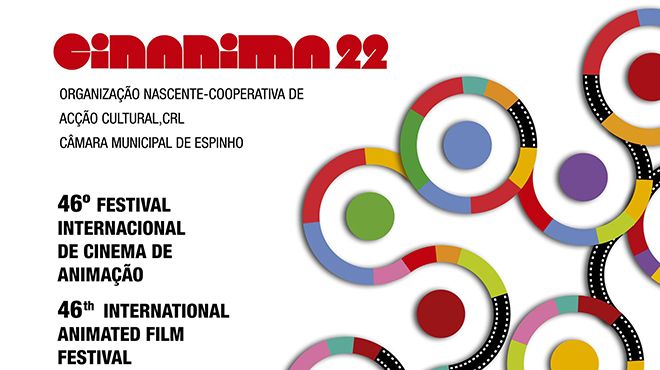 CINANIMA 22
ORGANIZAÇÃO NASCENTE-COOPERATIVA DE
ACÇÃO CULTURAL,CRL
CÂMARA MUNICIPAL DE ESPINHO
46º FESTIVAL
INTERNACIONAL
DE CINEMA DE
ANIMAÇÃO
46th INTERNATIONAL
ANIMATED FILM
FESTIVAL